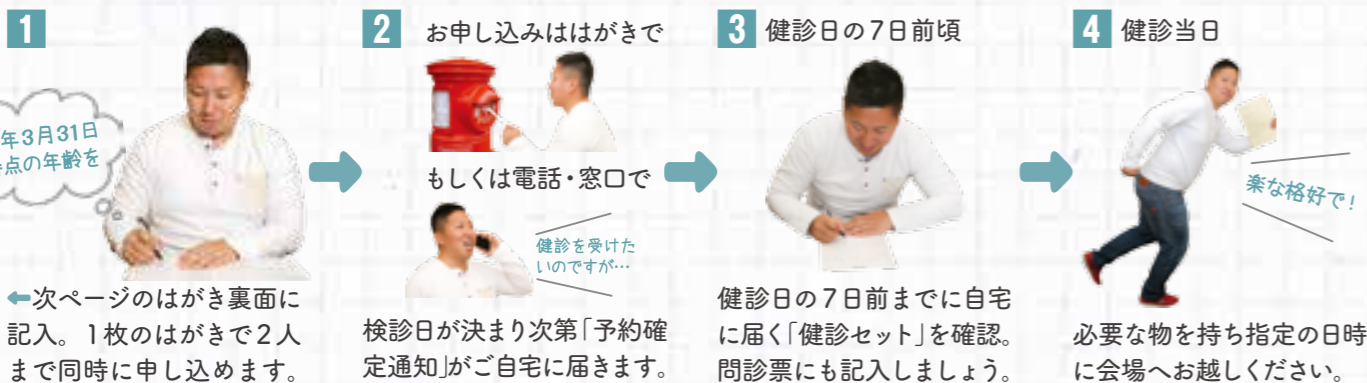 1
年3月31日
点の年齢を
←次ページのはがき裏面に
記入。1枚のはがきで2人
まで同時に申し込めます。
2
お申し込みははがきで
もしくは電話・窓口で
健診を受けた
いのですが…
検診日が決まり次第「予約確
定通知」がご自宅に届きます。
3 健診日の7日前頃
健診日の7日前までに自宅
に届く「健診セット」を確認。
問診票にも記入しましょう。
4 健診当日
楽な格好で！
必要な物を持ち指定の日時
に会場へお越しください。